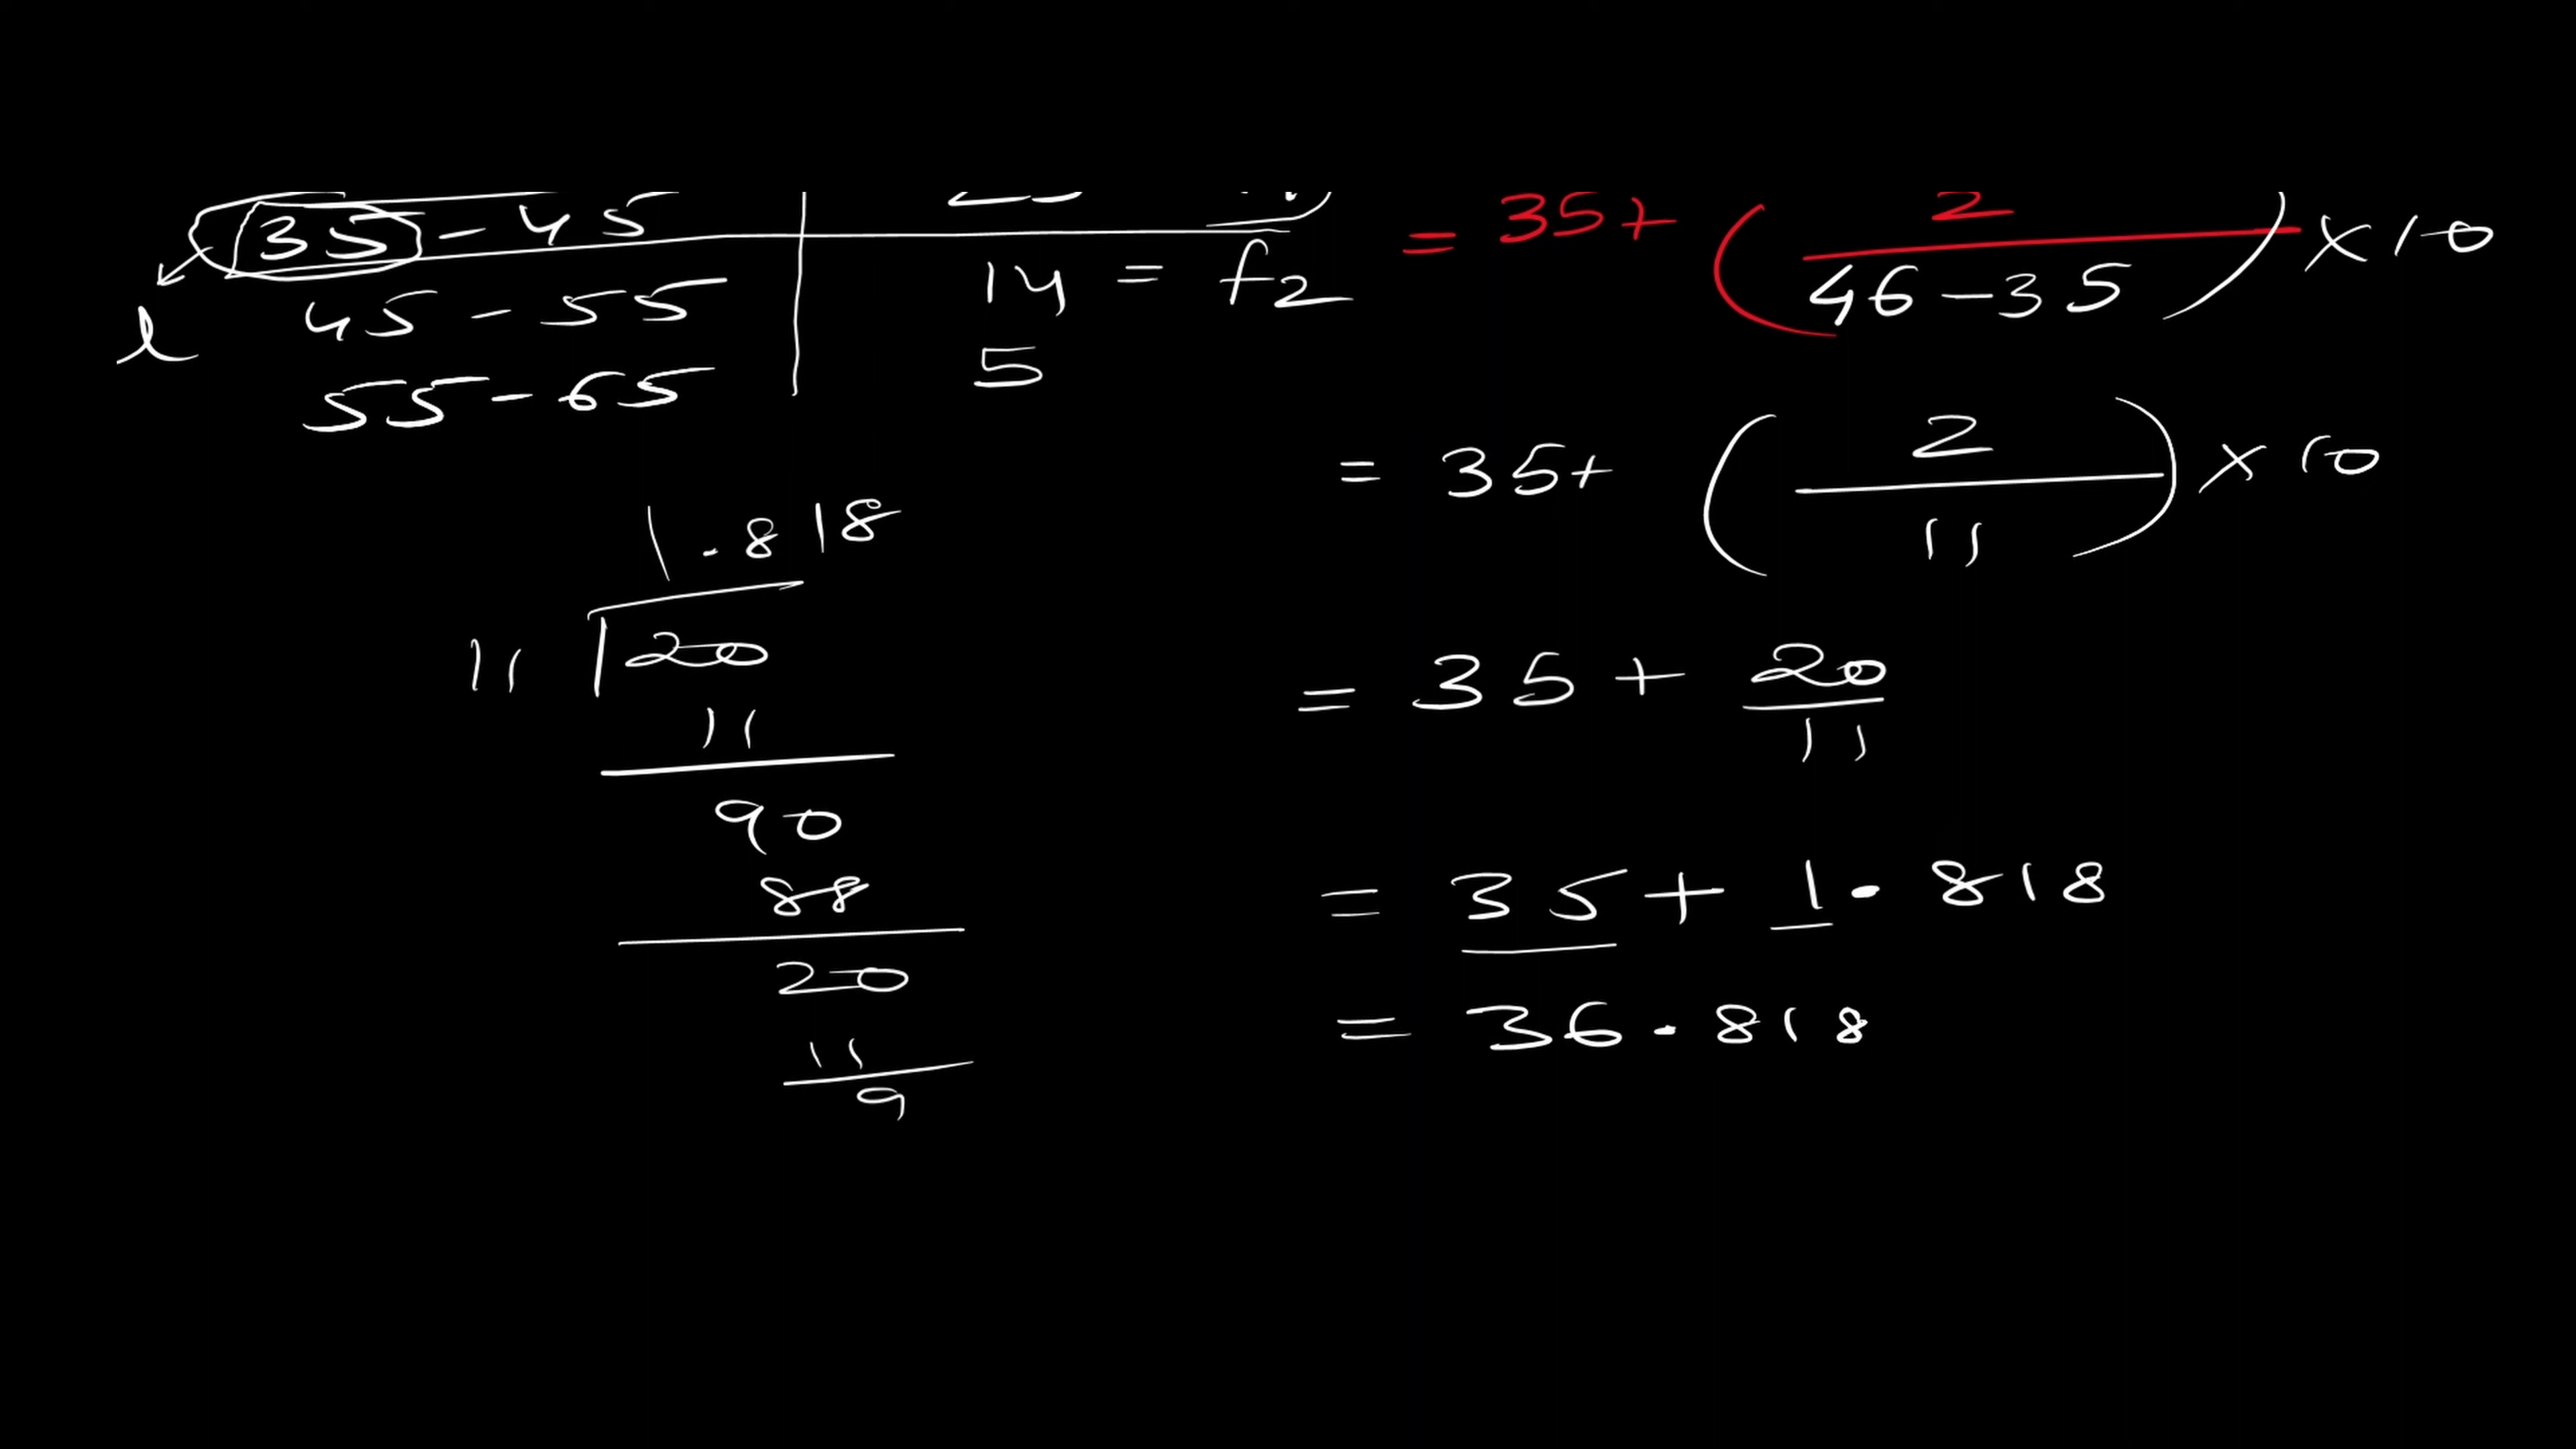 35 - 45
l 45 - 55 14 = f2
55 - 65 5
= 35 + ( 2 / 46 - 35 ) × 10
= 35 + ( 2 / 11 ) × 10
= 35 + 20 / 11
= 35 + 1.818
= 36.818
1.818
11 20
11
90
88
20
11
9